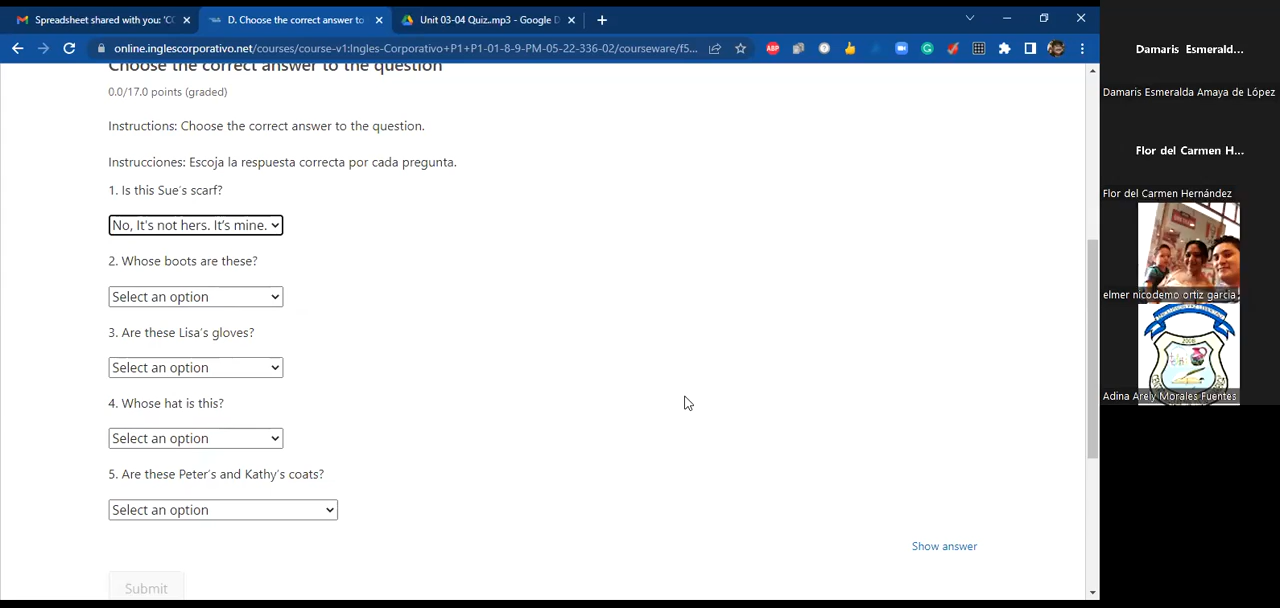 Spreadsheet shared with you: 'CC
D. Choose the correct answer to
Unit 03-04 Quiz..mp3 - Google D
online.inglescorporativo.net/courses/course-v1:Ingles-Corporativo+P1+P1-01-8-9-PM-05-22-336-02/courseware/f5...
Choose the correct answer to the question
0.0/17.0 points (graded)
Instructions: Choose the correct answer to the question.
Instrucciones: Escoja la respuesta correcta por cada pregunta.
1. Is this Sue's scarf?
No, It's not hers. It's mine.
2. Whose boots are these?
Select an option
3. Are these Lisa's gloves?
Select an option
4. Whose hat is this?
Select an option
5. Are these Peter's and Kathy's coats?
Select an option
Show answer
Submit
Damaris Esmerald...
Damaris Esmeralda Amaya de López
Flor del Carmen H...
Flor del Carmen Hernández
elmer nicodemo ortiz garcia
Adina Arely Morales Fuentes